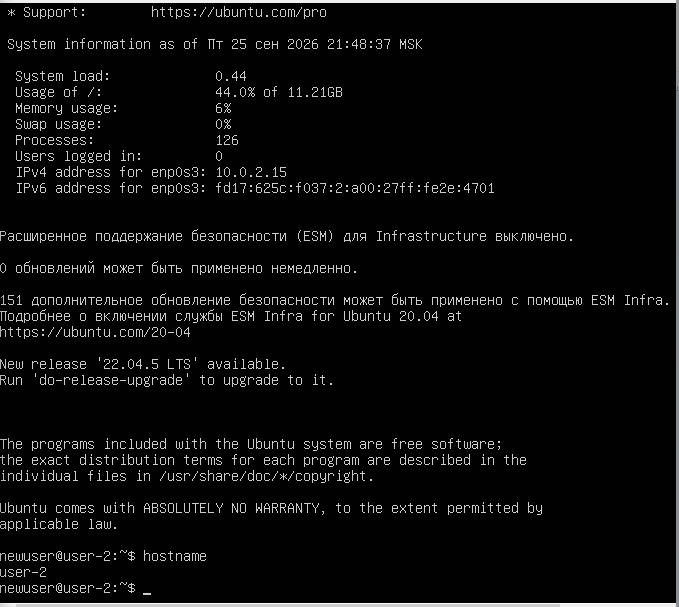 * Support:        https://ubuntu.com/pro
System information as of Пт 25 сен 2026 21:48:37 MSK
System load:             0.44
Usage of /:              44.0% of 11.21GB
Memory usage:            6%
Swap usage:              0%
Processes:               126
Users logged in:         0
IPv4 address for enp0s3: 10.0.2.15
IPv6 address for enp0s3: fd17:625c:f037:2:a00:27ff:fe2e:4701
Расширенное поддержание безопасности (ESM) для Infrastructure выключено.
0 обновлений может быть применено немедленно.
151 дополнительное обновление безопасности может быть применено с помощью ESM Infra.
Подробнее о включении службы ESM Infra for Ubuntu 20.04 at
https://ubuntu.com/20-04
New release '22.04.5 LTS' available.
Run 'do-release-upgrade' to upgrade to it.
The programs included with the Ubuntu system are free software;
the exact distribution terms for each program are described in the
individual files in /usr/share/doc/*/copyright.
Ubuntu comes with ABSOLUTELY NO WARRANTY, to the extent permitted by
applicable law.
newuser@user-2:~$ hostname
user-2
newuser@user-2:~$ _